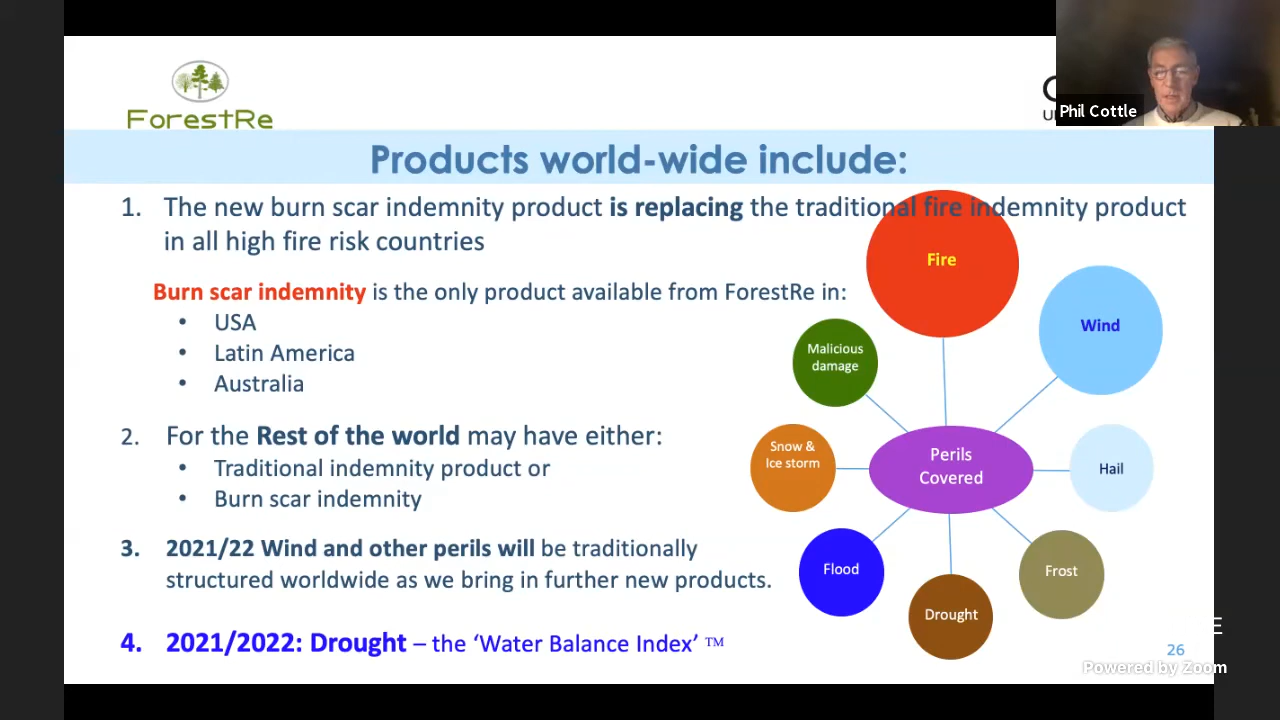 ForestRe
Phil Cottle
Products world-wide include:
1. The new burn scar indemnity product is replacing the traditional fire indemnity product
in all high fire risk countries
Burn scar indemnity is the only product available from ForestRe in:
• USA
• Latin America
• Australia
2. For the Rest of the world may have either:
• Traditional indemnity product or
• Burn scar indemnity
3. 2021/22 Wind and other perils will be traditionally
structured worldwide as we bring in further new products.
4. 2021/2022: Drought – the ‘Water Balance Index’ ™
Fire
Wind
Malicious
damage
Snow &
Ice storm
Perils
Covered
Hail
Flood
Drought
Frost
26
Powered by Zoom